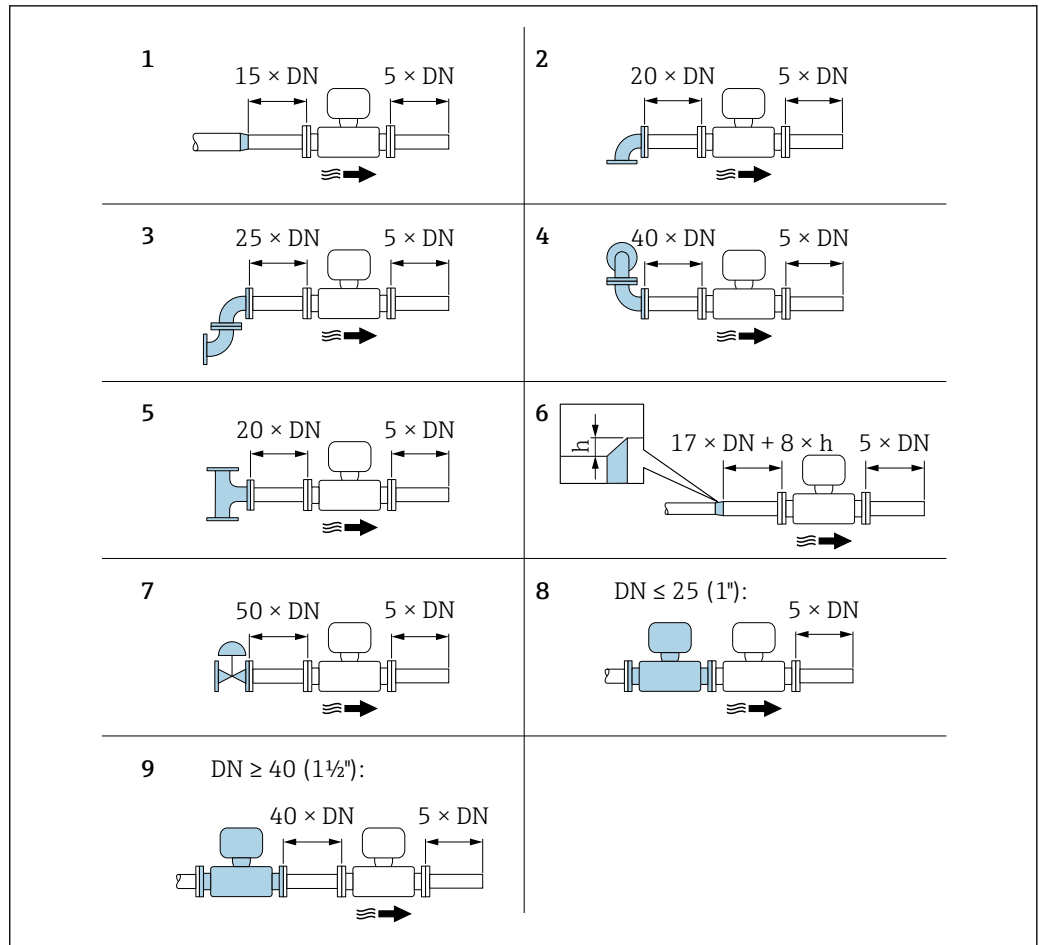 1
15 × DN 5 × DN
2
20 × DN 5 × DN
3
25 × DN 5 × DN
4
40 × DN 5 × DN
5
20 × DN 5 × DN
6
h
17 × DN + 8 × h 5 × DN
7
50 × DN 5 × DN
8 DN ≤ 25 (1"):
5 × DN
9 DN ≥ 40 (1½"):
40 × DN 5 × DN